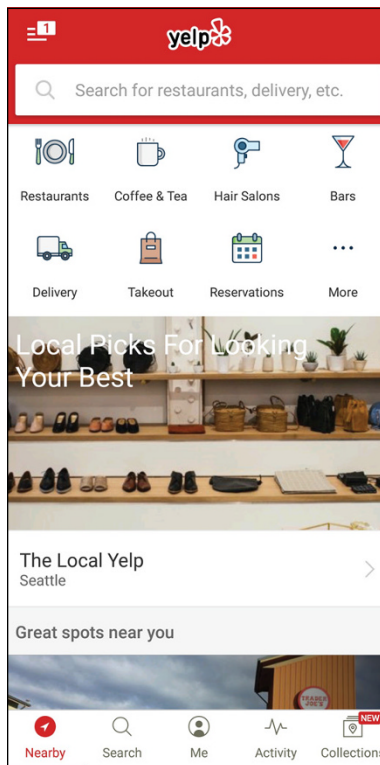 1
yelp
Search for restaurants, delivery, etc.
Restaurants
Coffee & Tea
Hair Salons
Bars
Delivery
Takeout
Reservations
More
Local Picks For Looking
Your Best
The Local Yelp
Seattle
Great spots near you
TRADER
JOE'S
NEW
Nearby
Search
Me
Activity
Collections